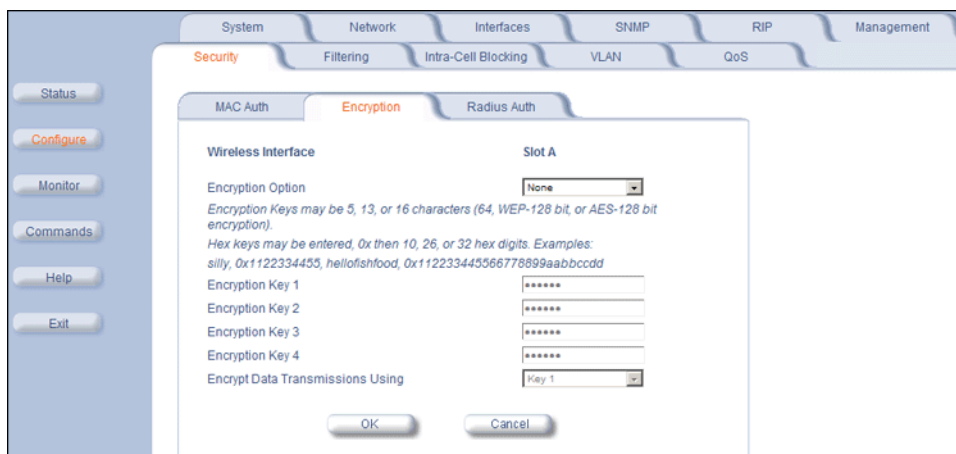 System Network Interfaces SNMP RIP Management
Security Filtering Intra-Cell Blocking VLAN QoS
Status
Configure
Monitor
Commands
Help
Exit
MAC Auth Encryption Radius Auth
Wireless Interface Slot A
Encryption Option None
Encryption Keys may be 5, 13, or 16 characters (64, WEP-128 bit, or AES-128 bit
encryption).
Hex keys may be entered, 0x then 10, 26, or 32 hex digits. Examples:
silly, 0x1122334455, hellofishfood, 0x112233445566778899aabbccdd
Encryption Key 1 ••••••
Encryption Key 2 ••••••
Encryption Key 3 ••••••
Encryption Key 4 ••••••
Encrypt Data Transmissions Using Key 1
OK Cancel